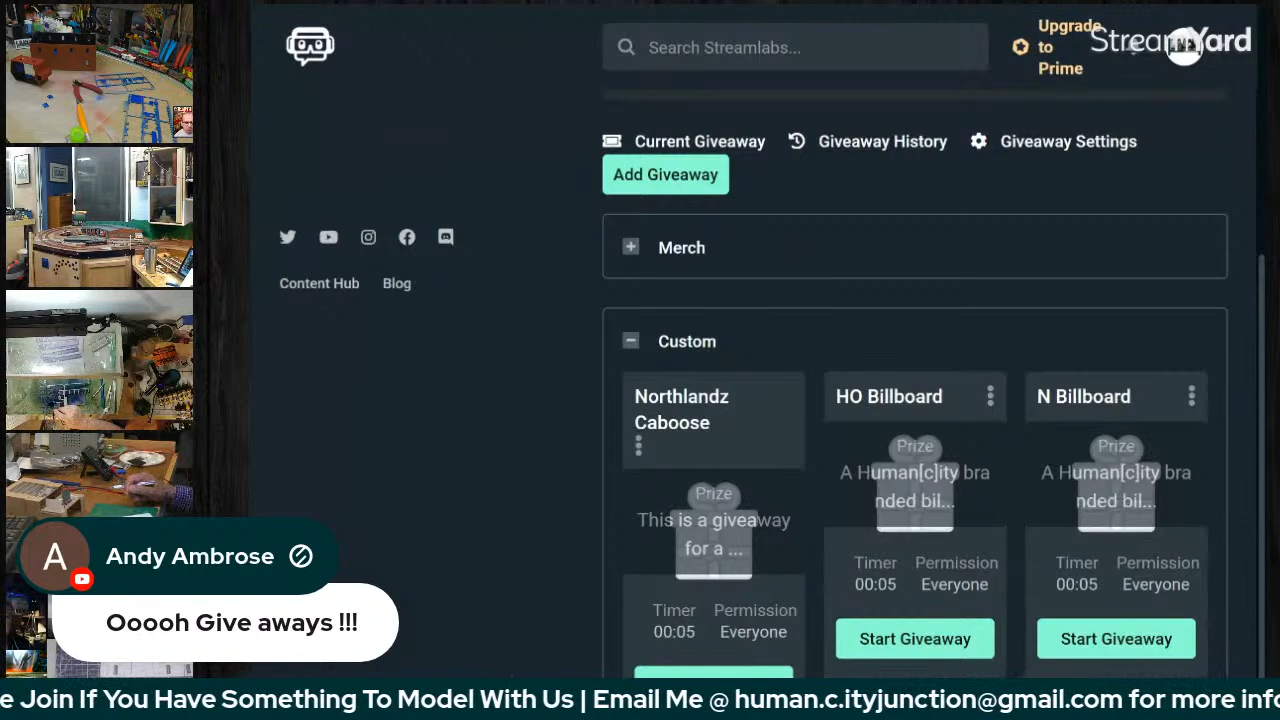 Search Streamlabs...
Upgrade
to
Prime
StreamYard
Current Giveaway
Giveaway History
Giveaway Settings
Add Giveaway
Merch
Content Hub
Blog
Custom
Northlandz
Caboose
HO Billboard
N Billboard
Prize
This is a giveaway
for a ...
Prize
A Human[c]ity bra
nded bil...
Prize
A Human[c]ity bra
nded bil...
Timer
Permission
00:05
Everyone
Timer
Permission
00:05
Everyone
Start Giveaway
Timer
Permission
00:05
Everyone
Start Giveaway
A
Andy Ambrose
Ooooh Give aways !!!
e Join If You Have Something To Model With Us | Email Me @ human.c.ityjunction@gmail.com for more info